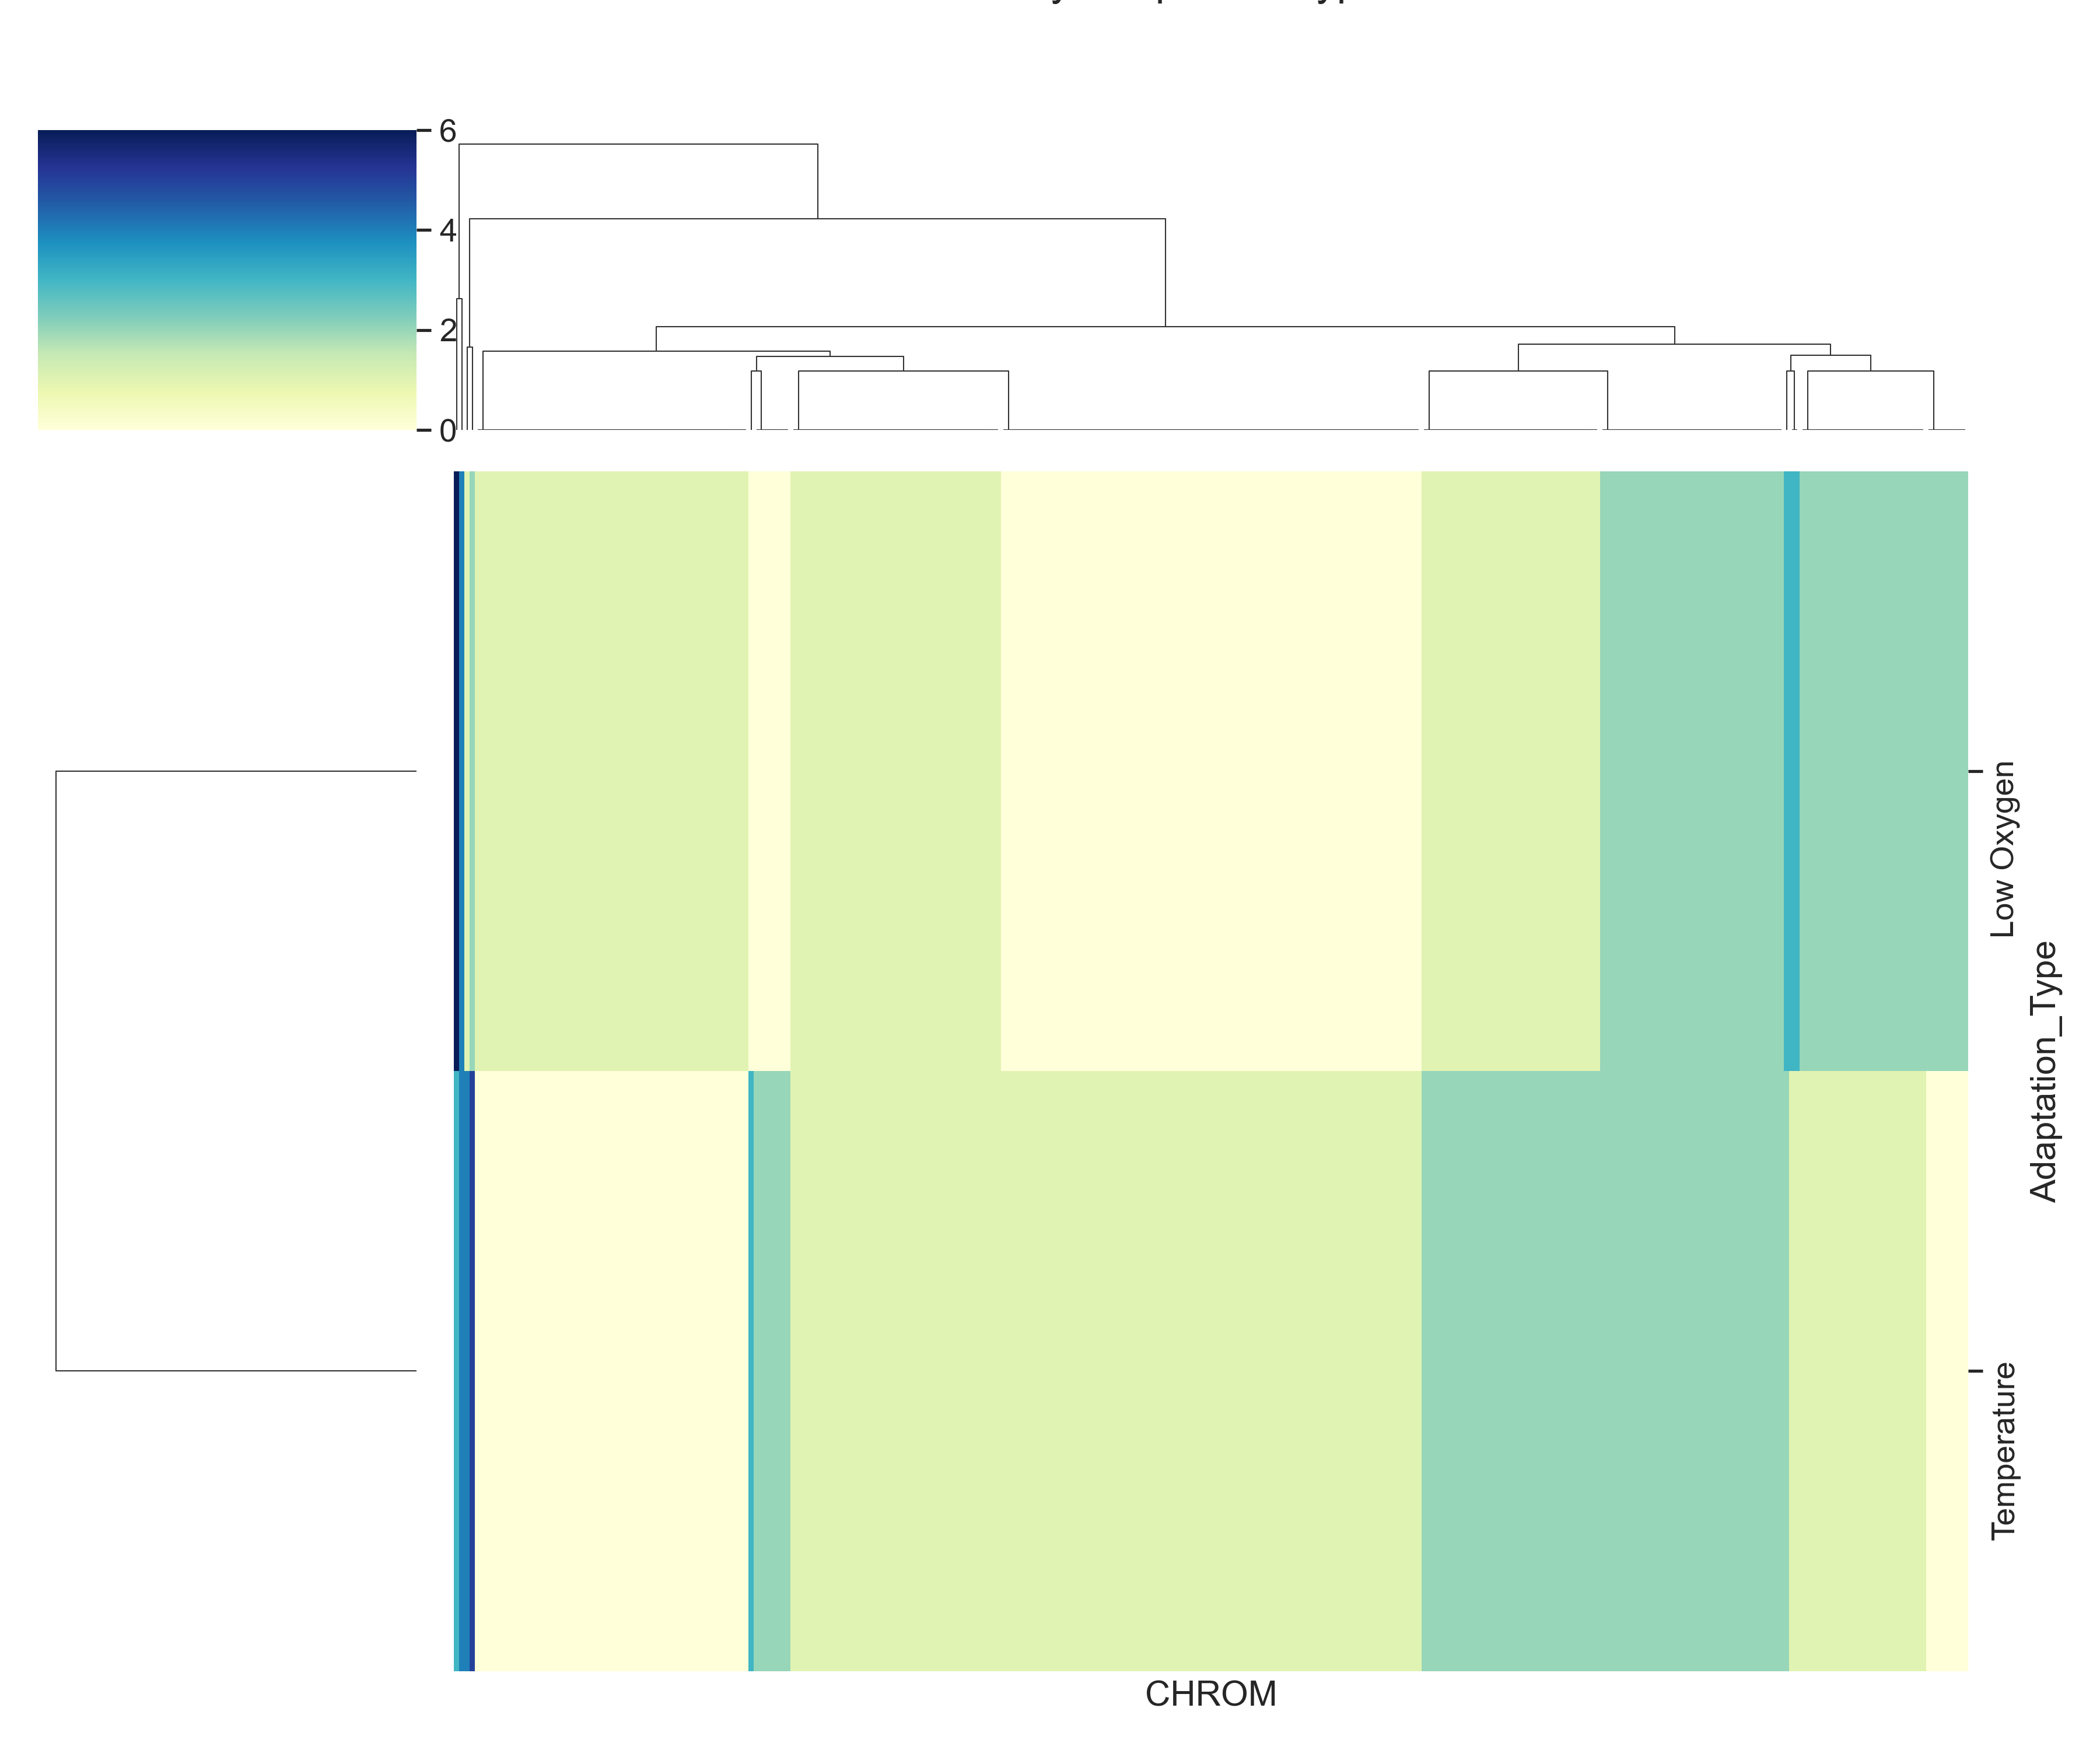 6
4
2
0
Low Oxygen
Temperature
Adaptation_Type
CHROM